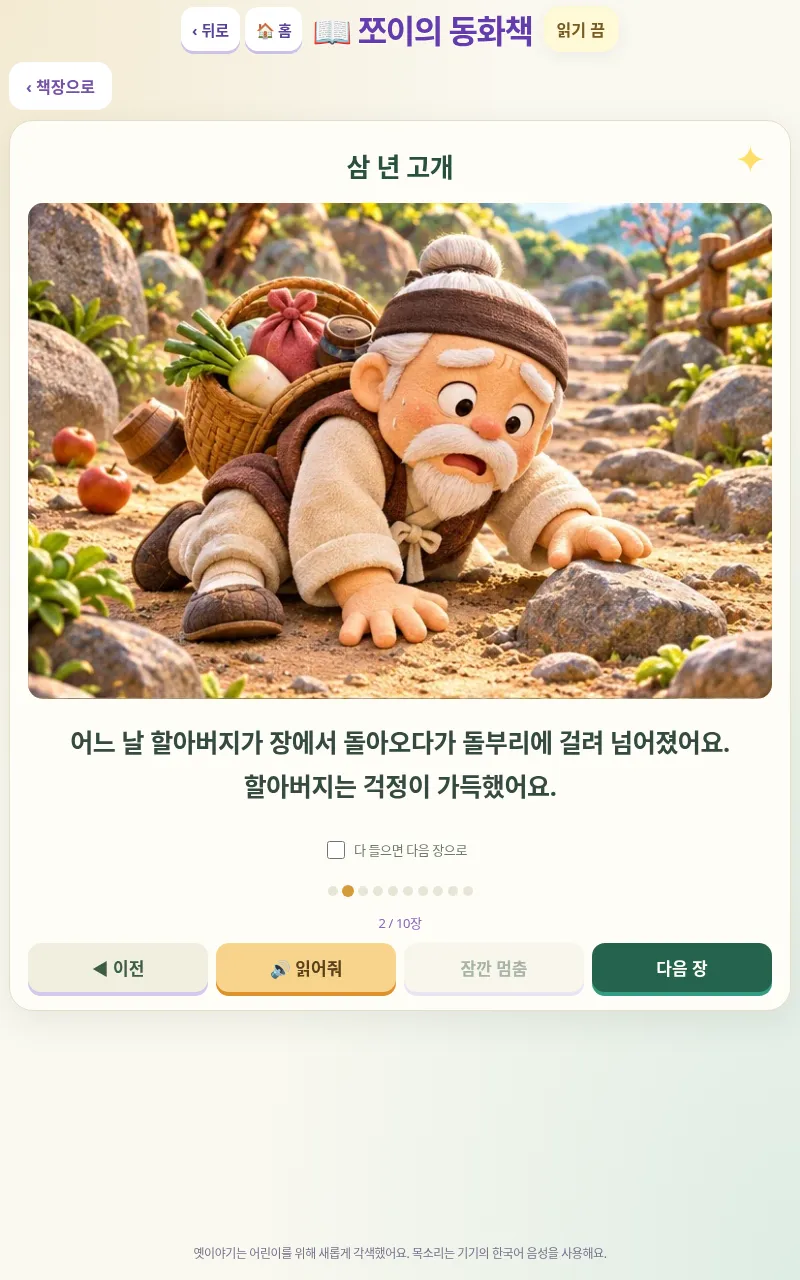 ‹ 뒤로
🏠 홈
📖 쪼이의 동화책
읽기 끝
‹ 책장으로
삼 년 고개
어느 날 할아버지가 장에서 돌아오다가 돌부리에 걸려 넘어졌어요.
할아버지는 걱정이 가득했어요.
다 들으면 다음 장으로
2 / 10장
◀ 이전
🔊 읽어줘
잠깐 멈춤
다음 장
옛이야기는 어린이를 위해 새롭게 각색했어요. 목소리는 기기의 한국어 음성을 사용해요.